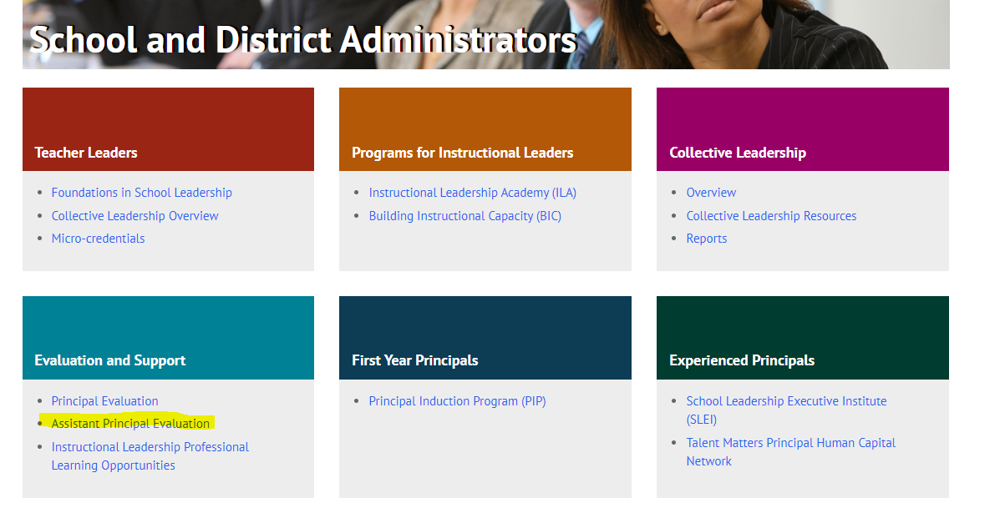 School and District Administrators
Teacher Leaders
• Foundations in School Leadership
• Collective Leadership Overview
• Micro-credentials
Programs for Instructional Leaders
• Instructional Leadership Academy (ILA)
• Building Instructional Capacity (BIC)
Collective Leadership
• Overview
• Collective Leadership Resources
• Reports
Evaluation and Support
• Principal Evaluation
• Assistant Principal Evaluation
• Instructional Leadership Professional
Learning Opportunities
First Year Principals
• Principal Induction Program (PIP)
Experienced Principals
• School Leadership Executive Institute
(SLEI)
• Talent Matters Principal Human Capital
Network